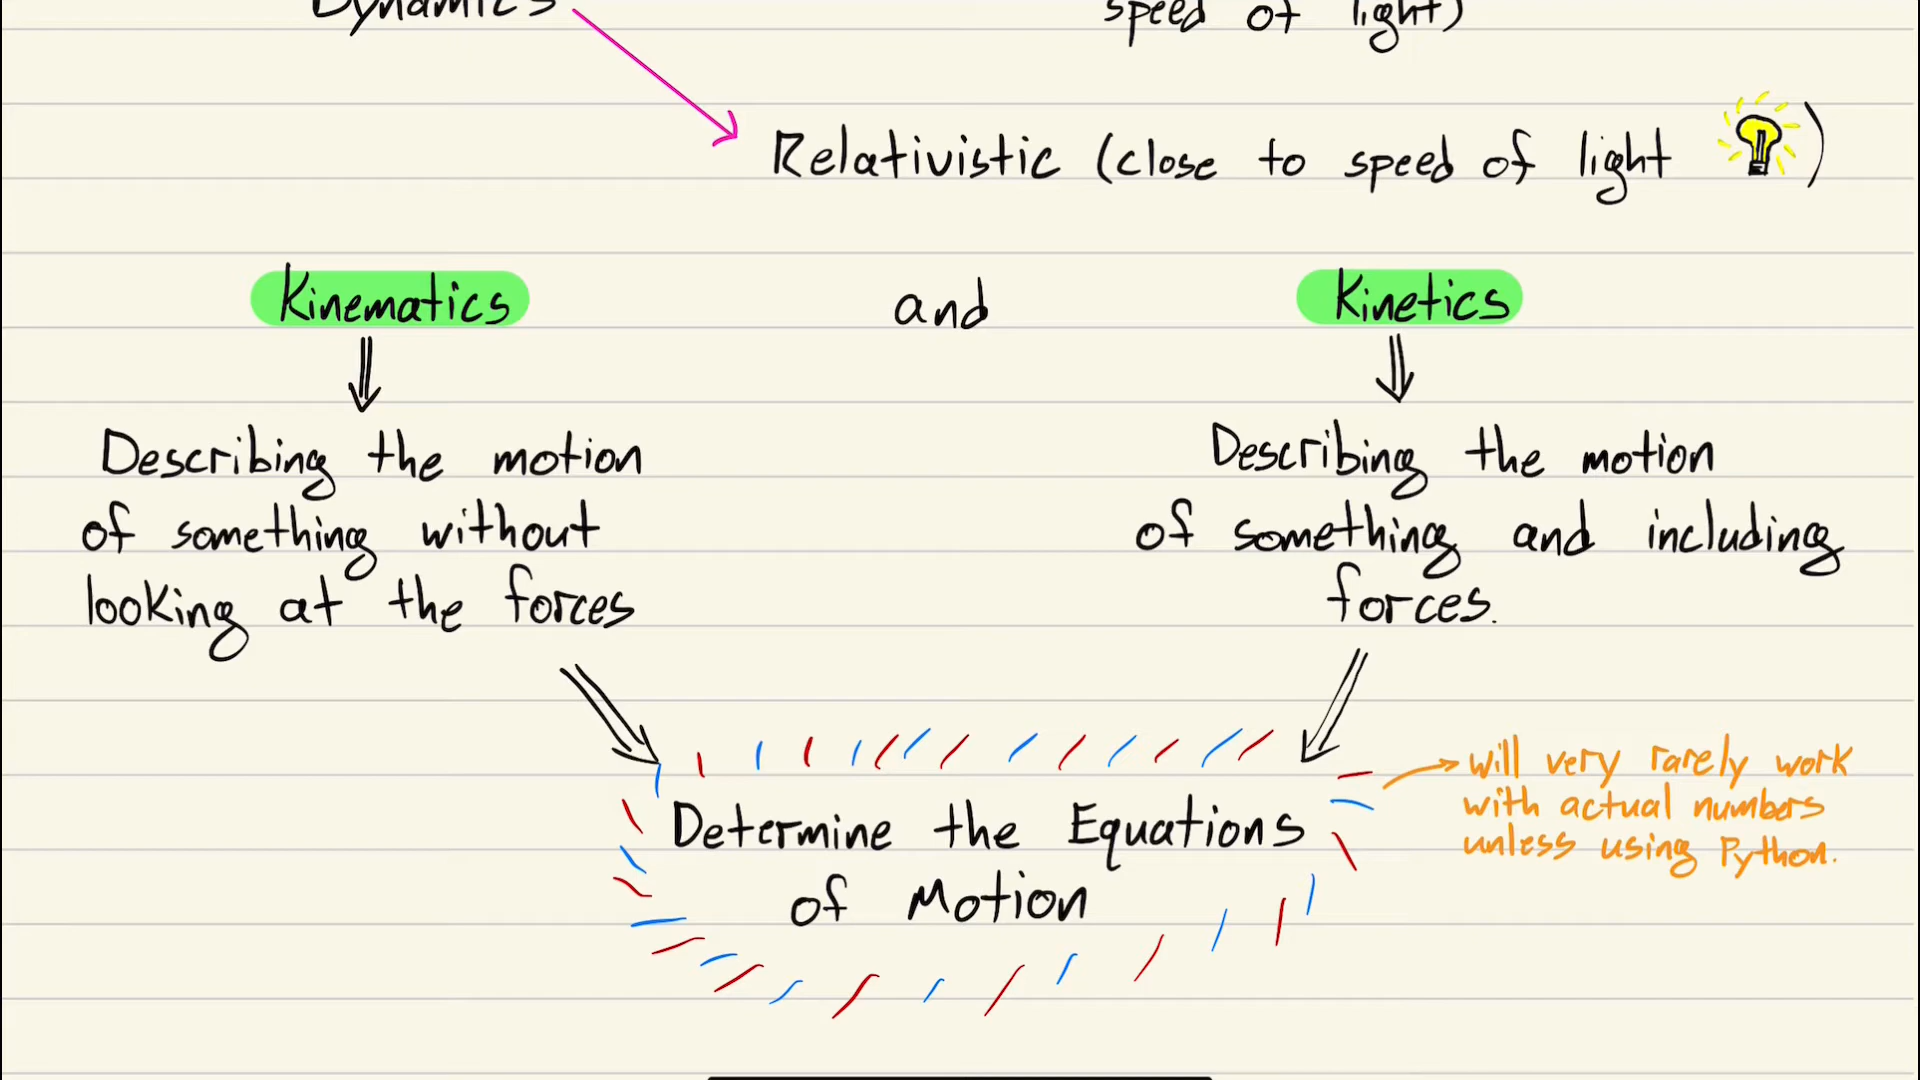 Dynamics
speed of light)
Relativistic (close to speed of light )
Kinematics and Kinetics
Describing the motion
of something without
looking at the forces
Describing the motion
of something and including
forces.
Determine the Equations
of Motion
will very rarely work
with actual numbers
unless using Python.